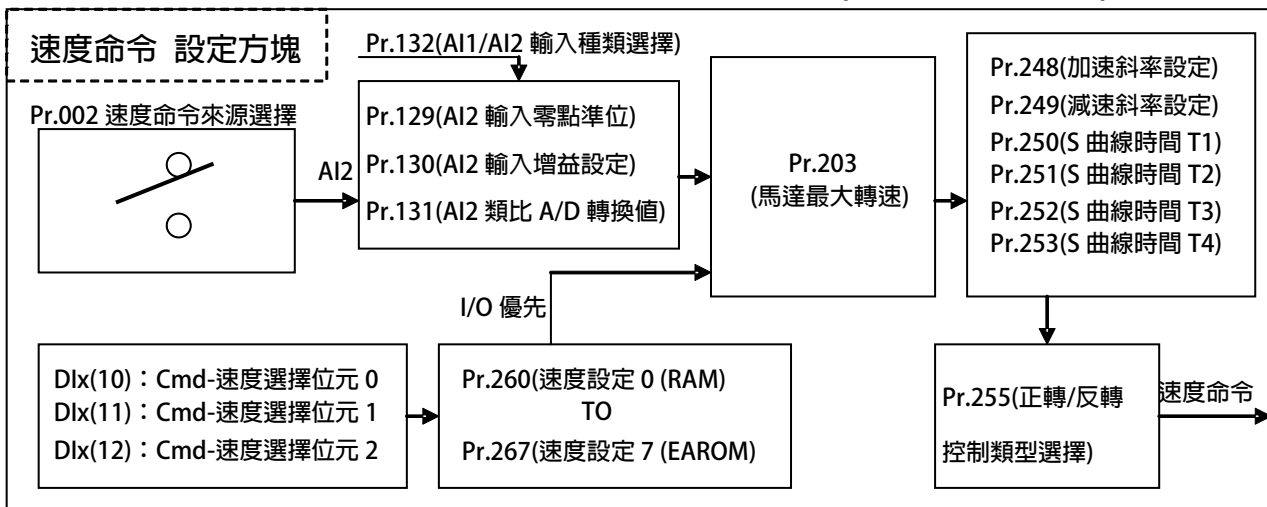 速度命令 設定方塊
Pr.132(AI1/AI2 輸入種類選擇)
Pr.002 速度命令來源選擇
AI2
Pr.129(AI2 輸入零點準位)
Pr.130(AI2 輸入增益設定)
Pr.131(AI2 類比 A/D 轉換值)
Pr.203
(馬達最大轉速)
Pr.248(加速斜率設定)
Pr.249(減速斜率設定)
Pr.250(S 曲線時間 T1)
Pr.251(S 曲線時間 T2)
Pr.252(S 曲線時間 T3)
Pr.253(S 曲線時間 T4)
I/O 優先
DIx(10)：Cmd-速度選擇位元 0
DIx(11)：Cmd-速度選擇位元 1
DIx(12)：Cmd-速度選擇位元 2
Pr.260(速度設定 0 (RAM)
TO
Pr.267(速度設定 7 (EAROM)
Pr.255(正轉/反轉
控制類型選擇)
速度命令